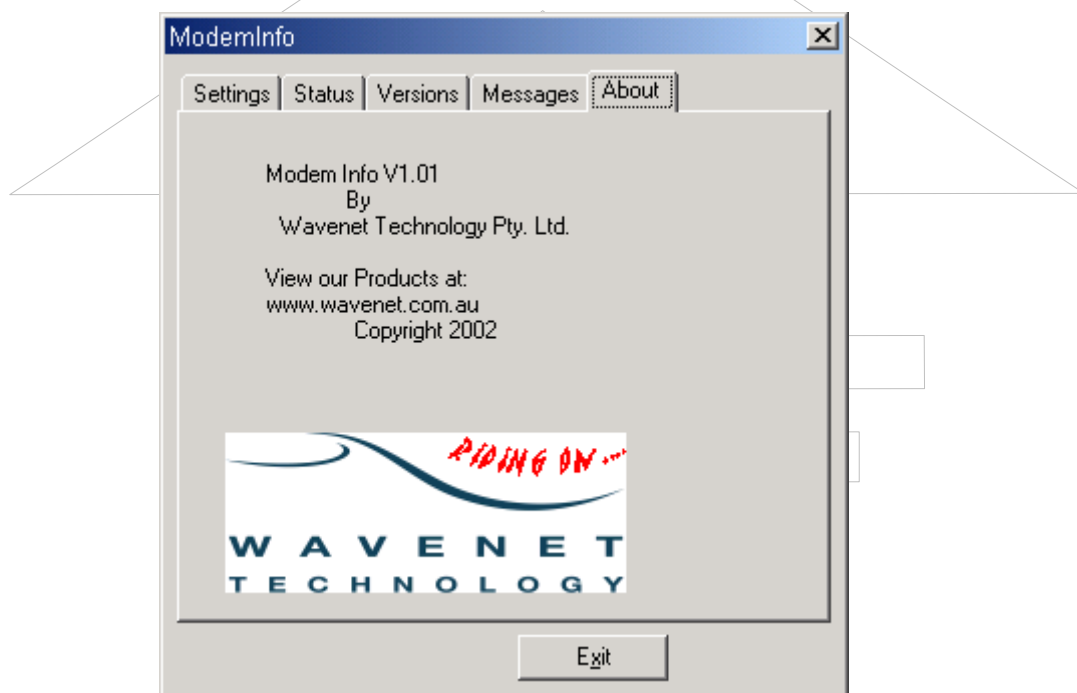 ModemInfo
Settings Status Versions Messages About
Modem Info V1.01
By
Wavenet Technology Pty. Ltd.
View our Products at:
www.wavenet.com.au
Copyright 2002
RIDING ON ...
WAVENET
TECHNOLOGY
Exit